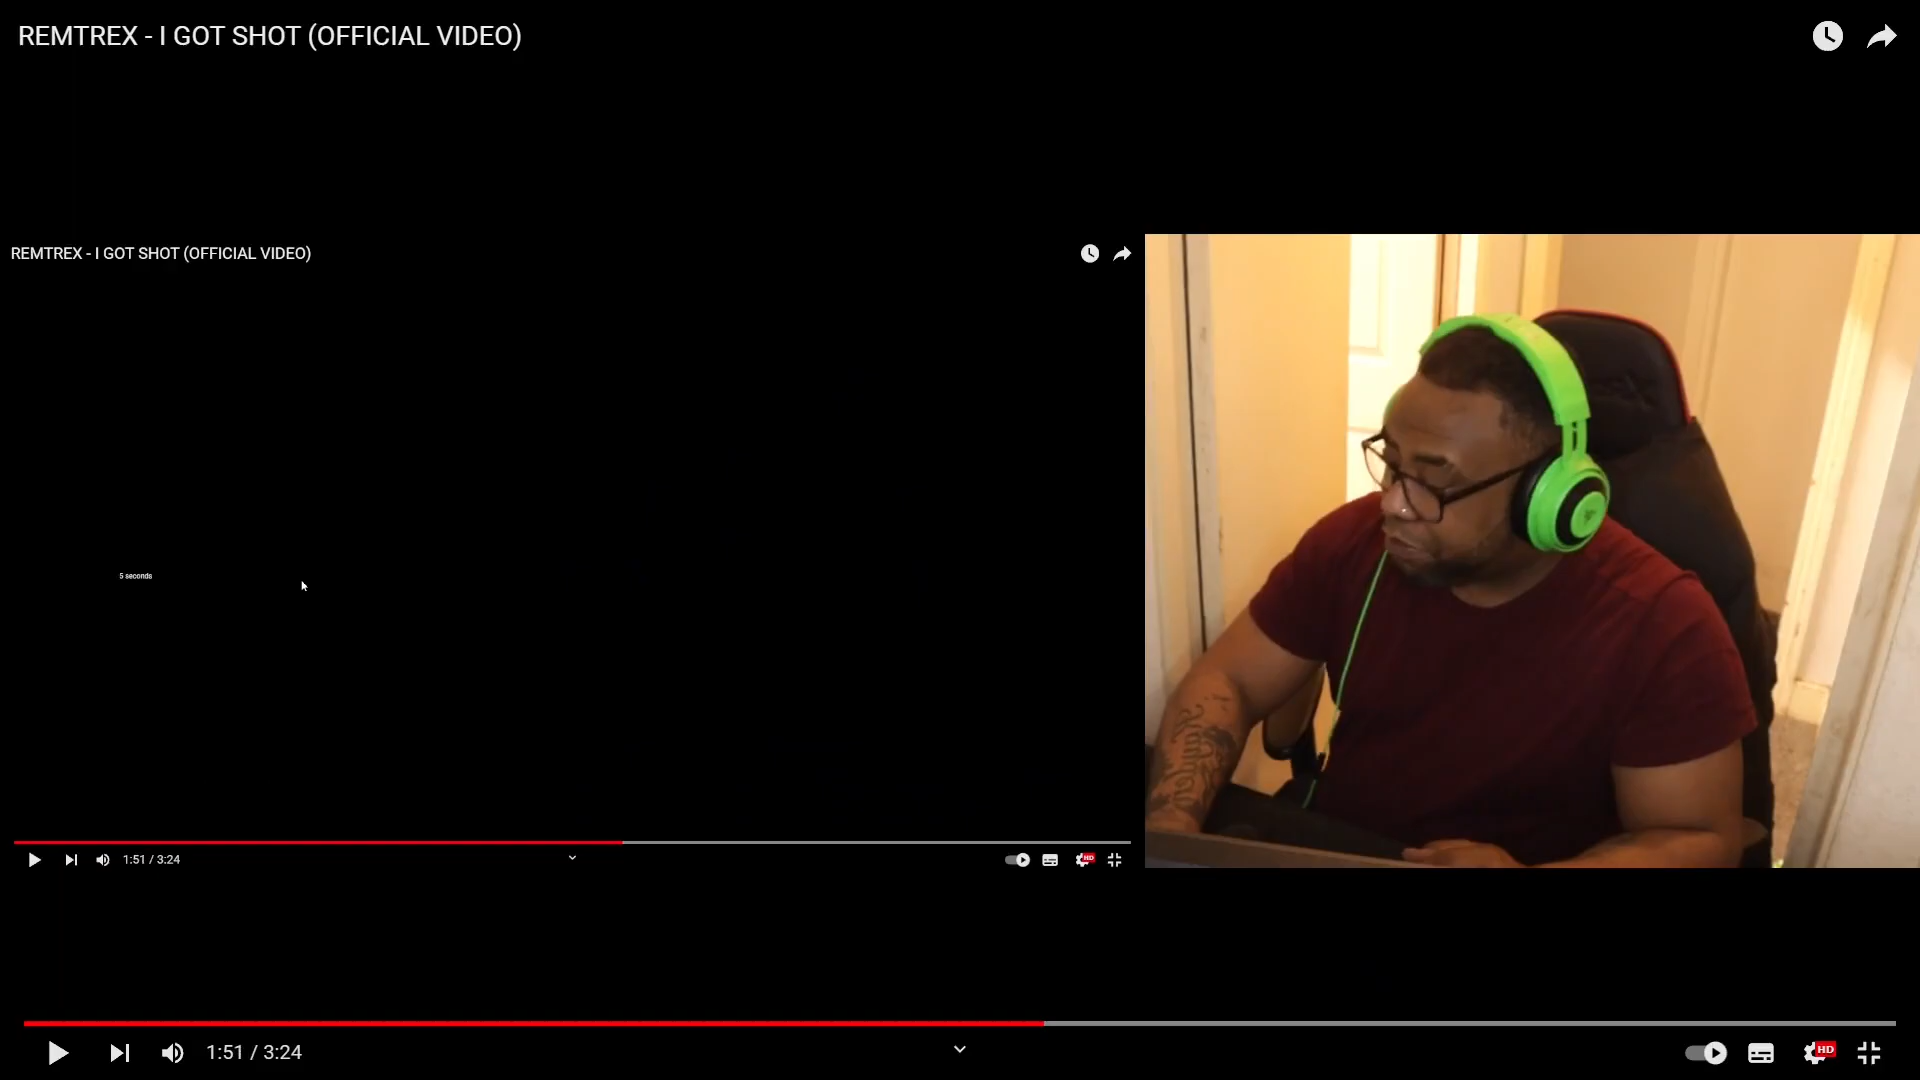 REMTREX - I GOT SHOT (OFFICIAL VIDEO)
REMTREX - I GOT SHOT (OFFICIAL VIDEO)
5 seconds
1:51 / 3:24
HD
1:51 / 3:24
HD